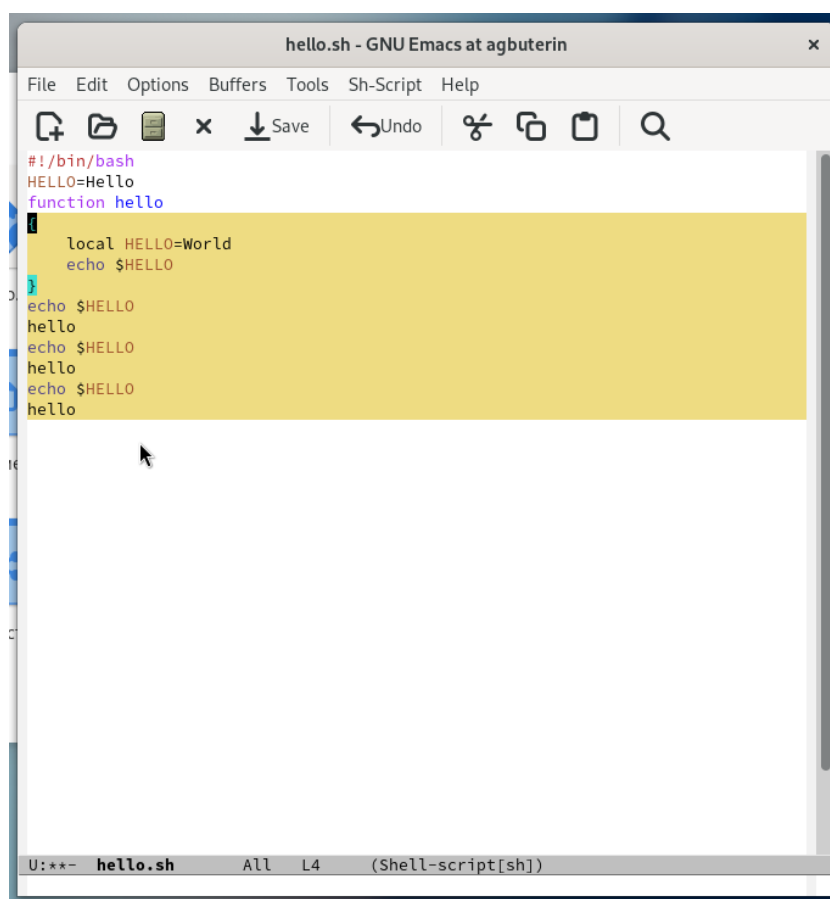 hello.sh - GNU Emacs at agbuterin
File Edit Options Buffers Tools Sh-Script Help
Save Undo
#!/bin/bash
HELLO=Hello
function hello
{
    local HELLO=World
    echo $HELLO
}
echo $HELLO
hello
echo $HELLO
hello
echo $HELLO
hello
U:**- hello.sh All L4 (Shell-script[sh])